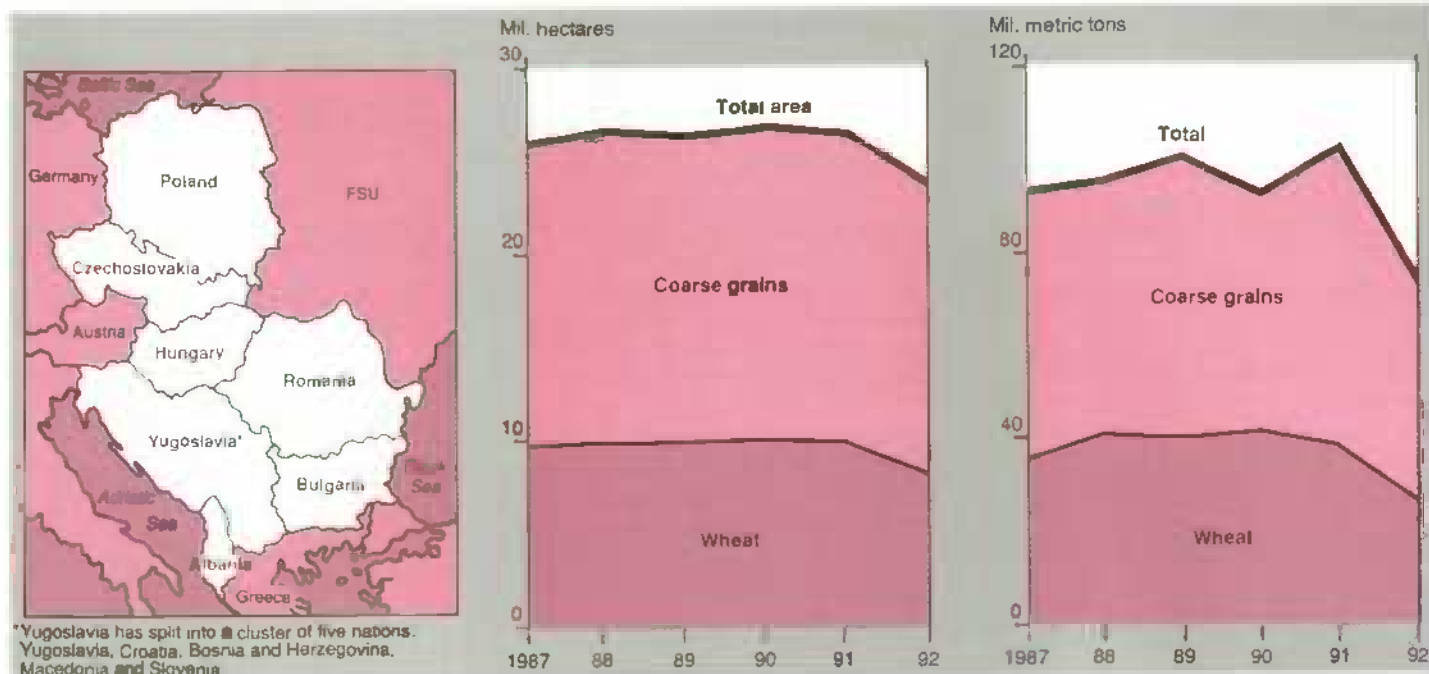 Baltic Sea
Germany
Poland
FSU
Czechoslovakia
Austria
Hungary
Romania
Yugoslavia*
Bulgaria
Black Sea
Adriatic Sea
Albania
Greece
*Yugoslavia has split into a cluster of five nations.
Yugoslavia, Croatia, Bosnia and Herzegovina,
Macedonia and Slovenia
Mil. hectares
30
Total area
20
Coarse grains
10
Wheat
0
1987 88 89 90 91 92
Mil. metric tons
120
Total
80
Coarse grains
40
Wheat
0
1987 88 89 90 91 92